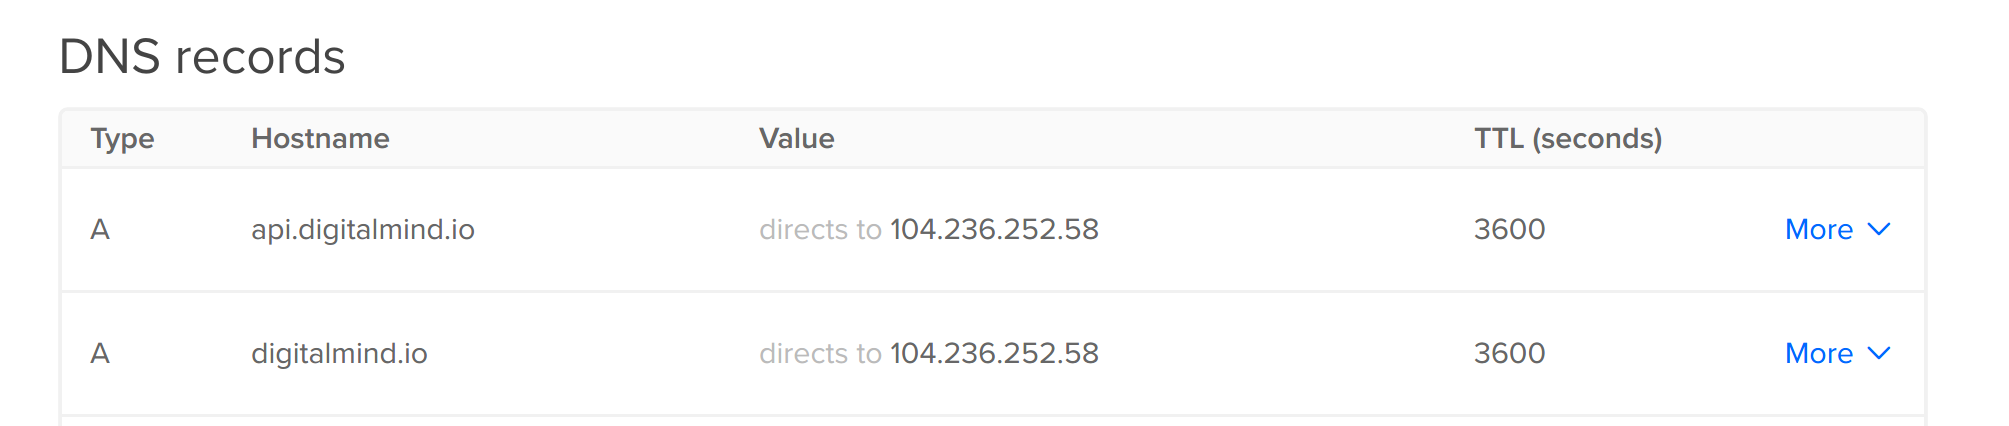 DNS records
Type Hostname Value TTL (seconds)
A api.digitalmind.io directs to 104.236.252.58 3600 More
A digitalmind.io directs to 104.236.252.58 3600 More